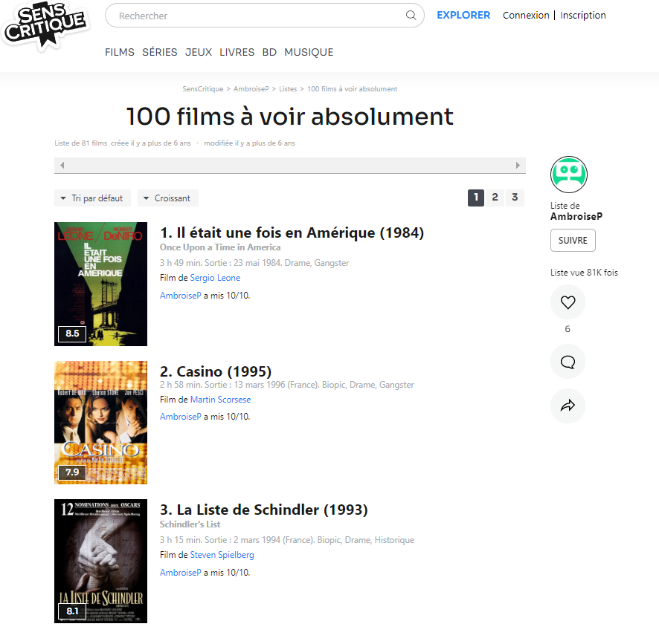 SENS
CRITIQUE
Rechercher
EXPLORER
Connexion | Inscription
FILMS SÉRIES JEUX LIVRES BD MUSIQUE
SensCritique > AmbroiseP > Listes > 100 films à voir absolument
100 films à voir absolument
Liste de 81 films créée il y a plus de 6 ans · modifiée il y a plus de 6 ans
Tri par défaut
Croissant
1 2 3
Liste de
AmbroiseP
SUIVRE
Liste vue 81K fois
6
LEONE DeNIRO
IL
ETAIT
UNE FOIS
EN
AMERIQUE
8.5
1. Il était une fois en Amérique (1984)
Once Upon a Time in America
3 h 49 min. Sortie : 23 mai 1984. Drame, Gangster
Film de Sergio Leone
AmbroiseP a mis 10/10.
CASINO
7.9
2. Casino (1995)
2 h 58 min. Sortie : 13 mars 1996 (France). Biopic, Drame, Gangster
Film de Martin Scorsese
AmbroiseP a mis 10/10.
12 NOMINATIONS AUX OSCARS
LA LISTE DE SCHINDLER
8.1
3. La Liste de Schindler (1993)
Schindler's List
3 h 15 min. Sortie : 2 mars 1994 (France). Biopic, Drame, Historique
Film de Steven Spielberg
AmbroiseP a mis 10/10.